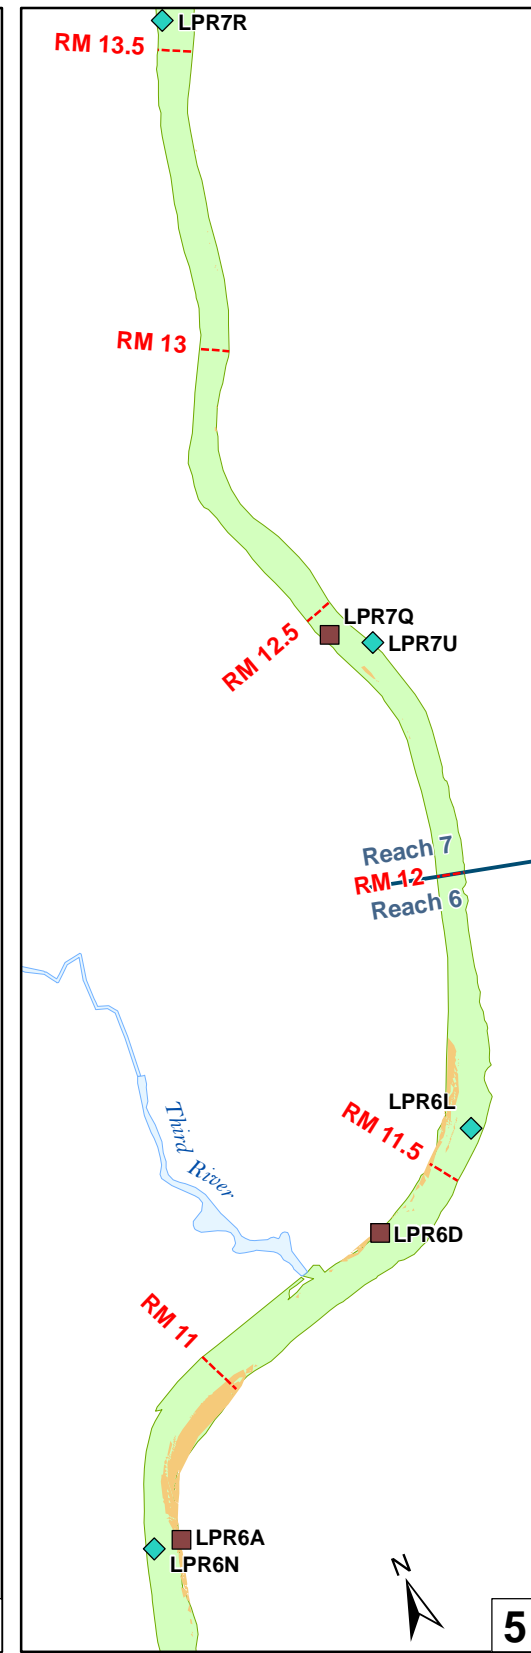 LPR7R
RM 13.5
RM 13
LPR7Q
RM 12.5
LPR7U
Reach 7
RM 12
Reach 6
LPR6L
RM 11.5
Third River
LPR6D
RM 11
LPR6A
LPR6N
N
5